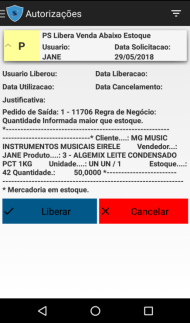 Autorizações
PS Libera Venda Abaixo Estoque
P
Usuario: Data Solicitacao:
JANE 29/05/2018
Usuario Liberou: Data Liberacao:
Data Utilizacao: Data Cancelamento:
Justificativa:
Pedido de Saída: 1 - 11706 Regra de Negócio:
Quantidade Informada maior que estoque.
*-----------------------------------------------------------
------------------------------* Cliente....: MG MUSIC
INSTRUMENTOS MUSICAIS EIRELE Vendedor...:
JANE Produto....: 3 - ALGEMIX LEITE CONDENSADO
PCT 1KG Unidade....: UN UN / 1 Estoque....:
42 Quantidade.: 50,0000 *------------------------
------------------------------------------------------------*
* Mercadoria em estoque.
Liberar
Cancelar